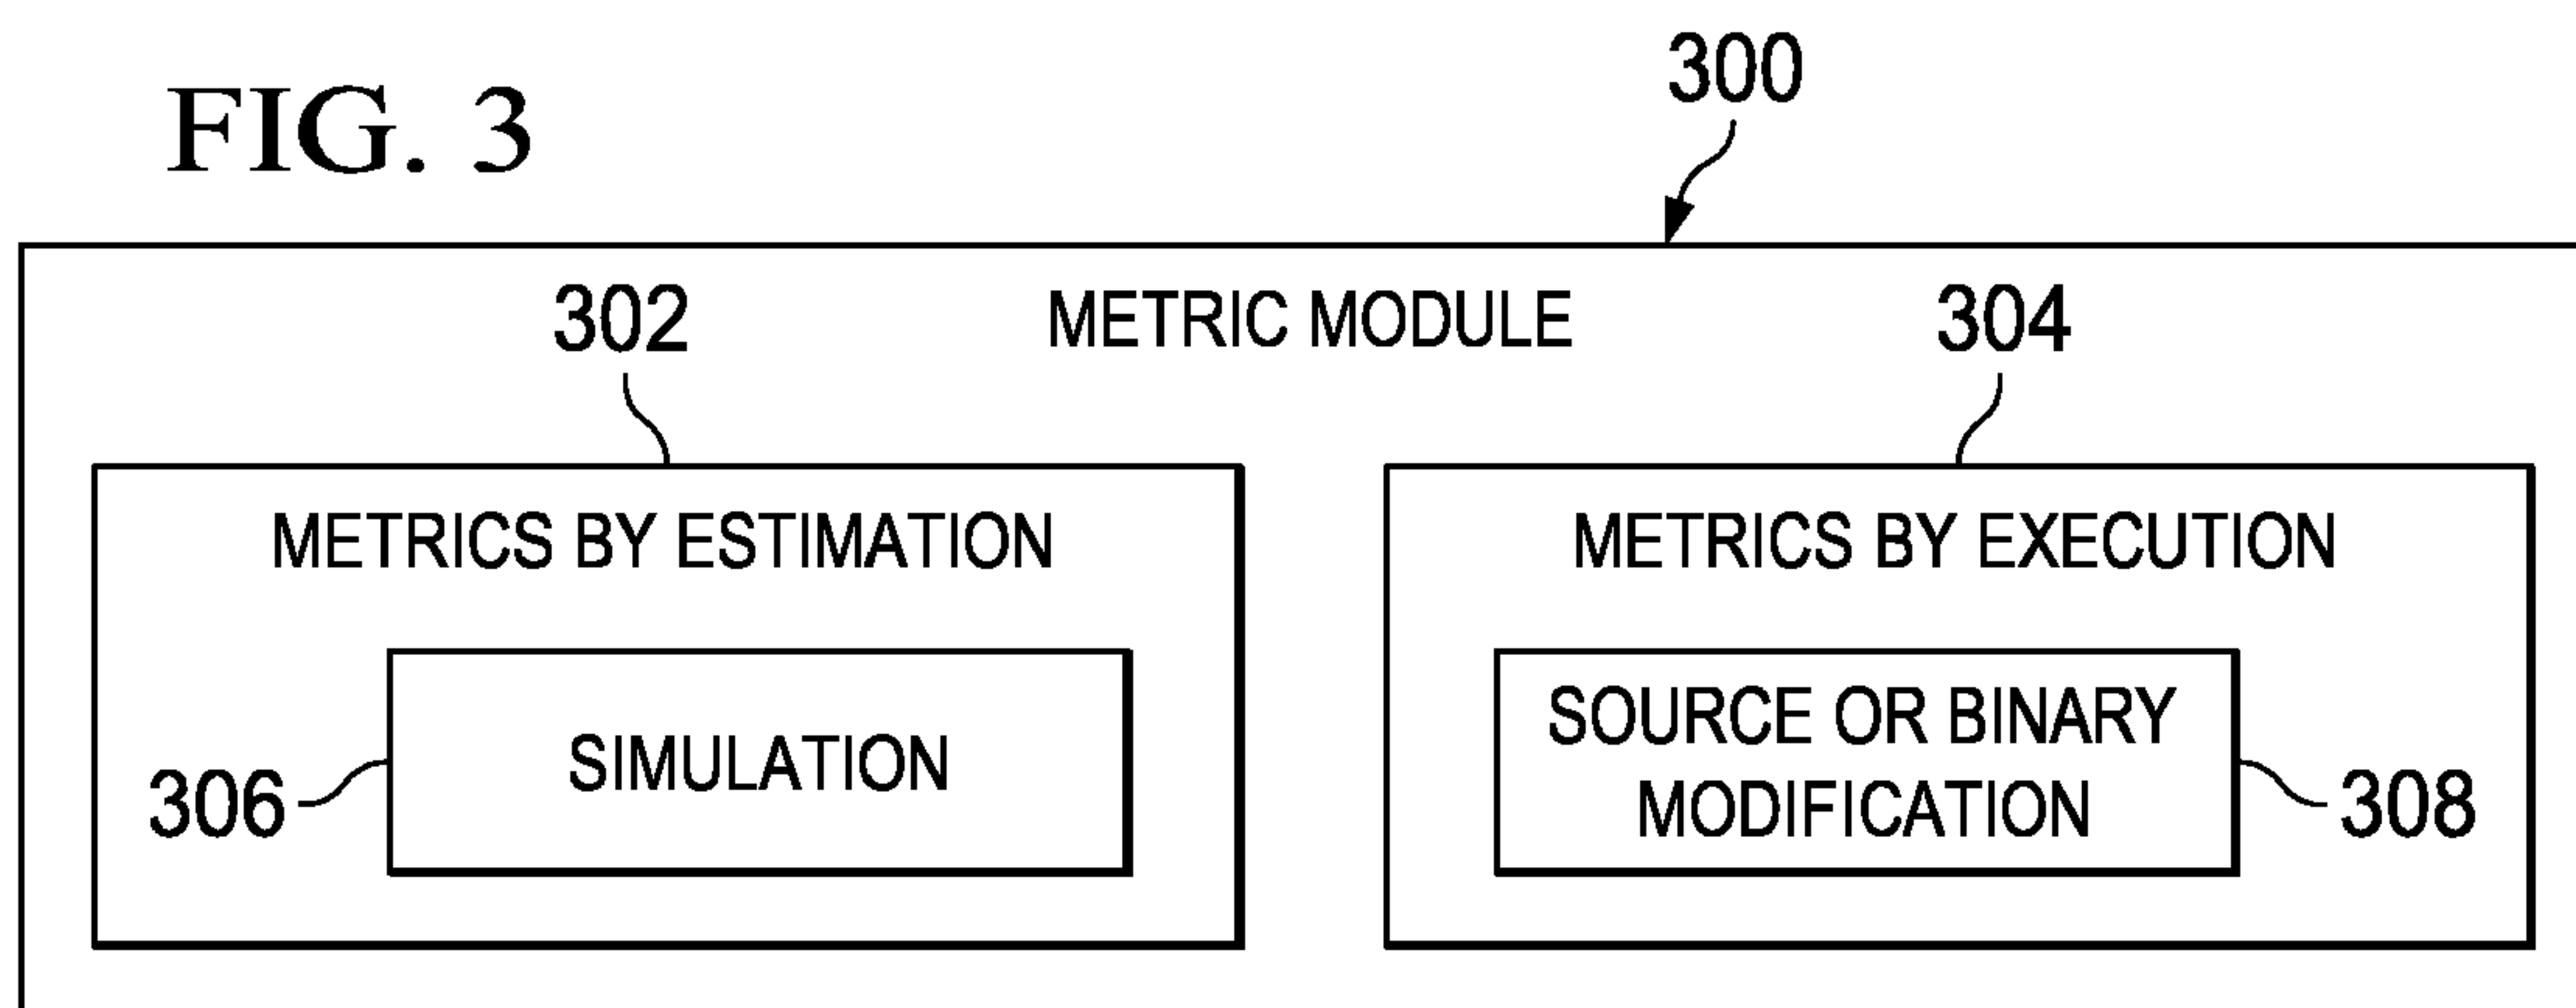 FIG. 3
300
METRIC MODULE
302
304
METRICS BY ESTIMATION
SIMULATION
306
METRICS BY EXECUTION
SOURCE OR BINARY
MODIFICATION
308